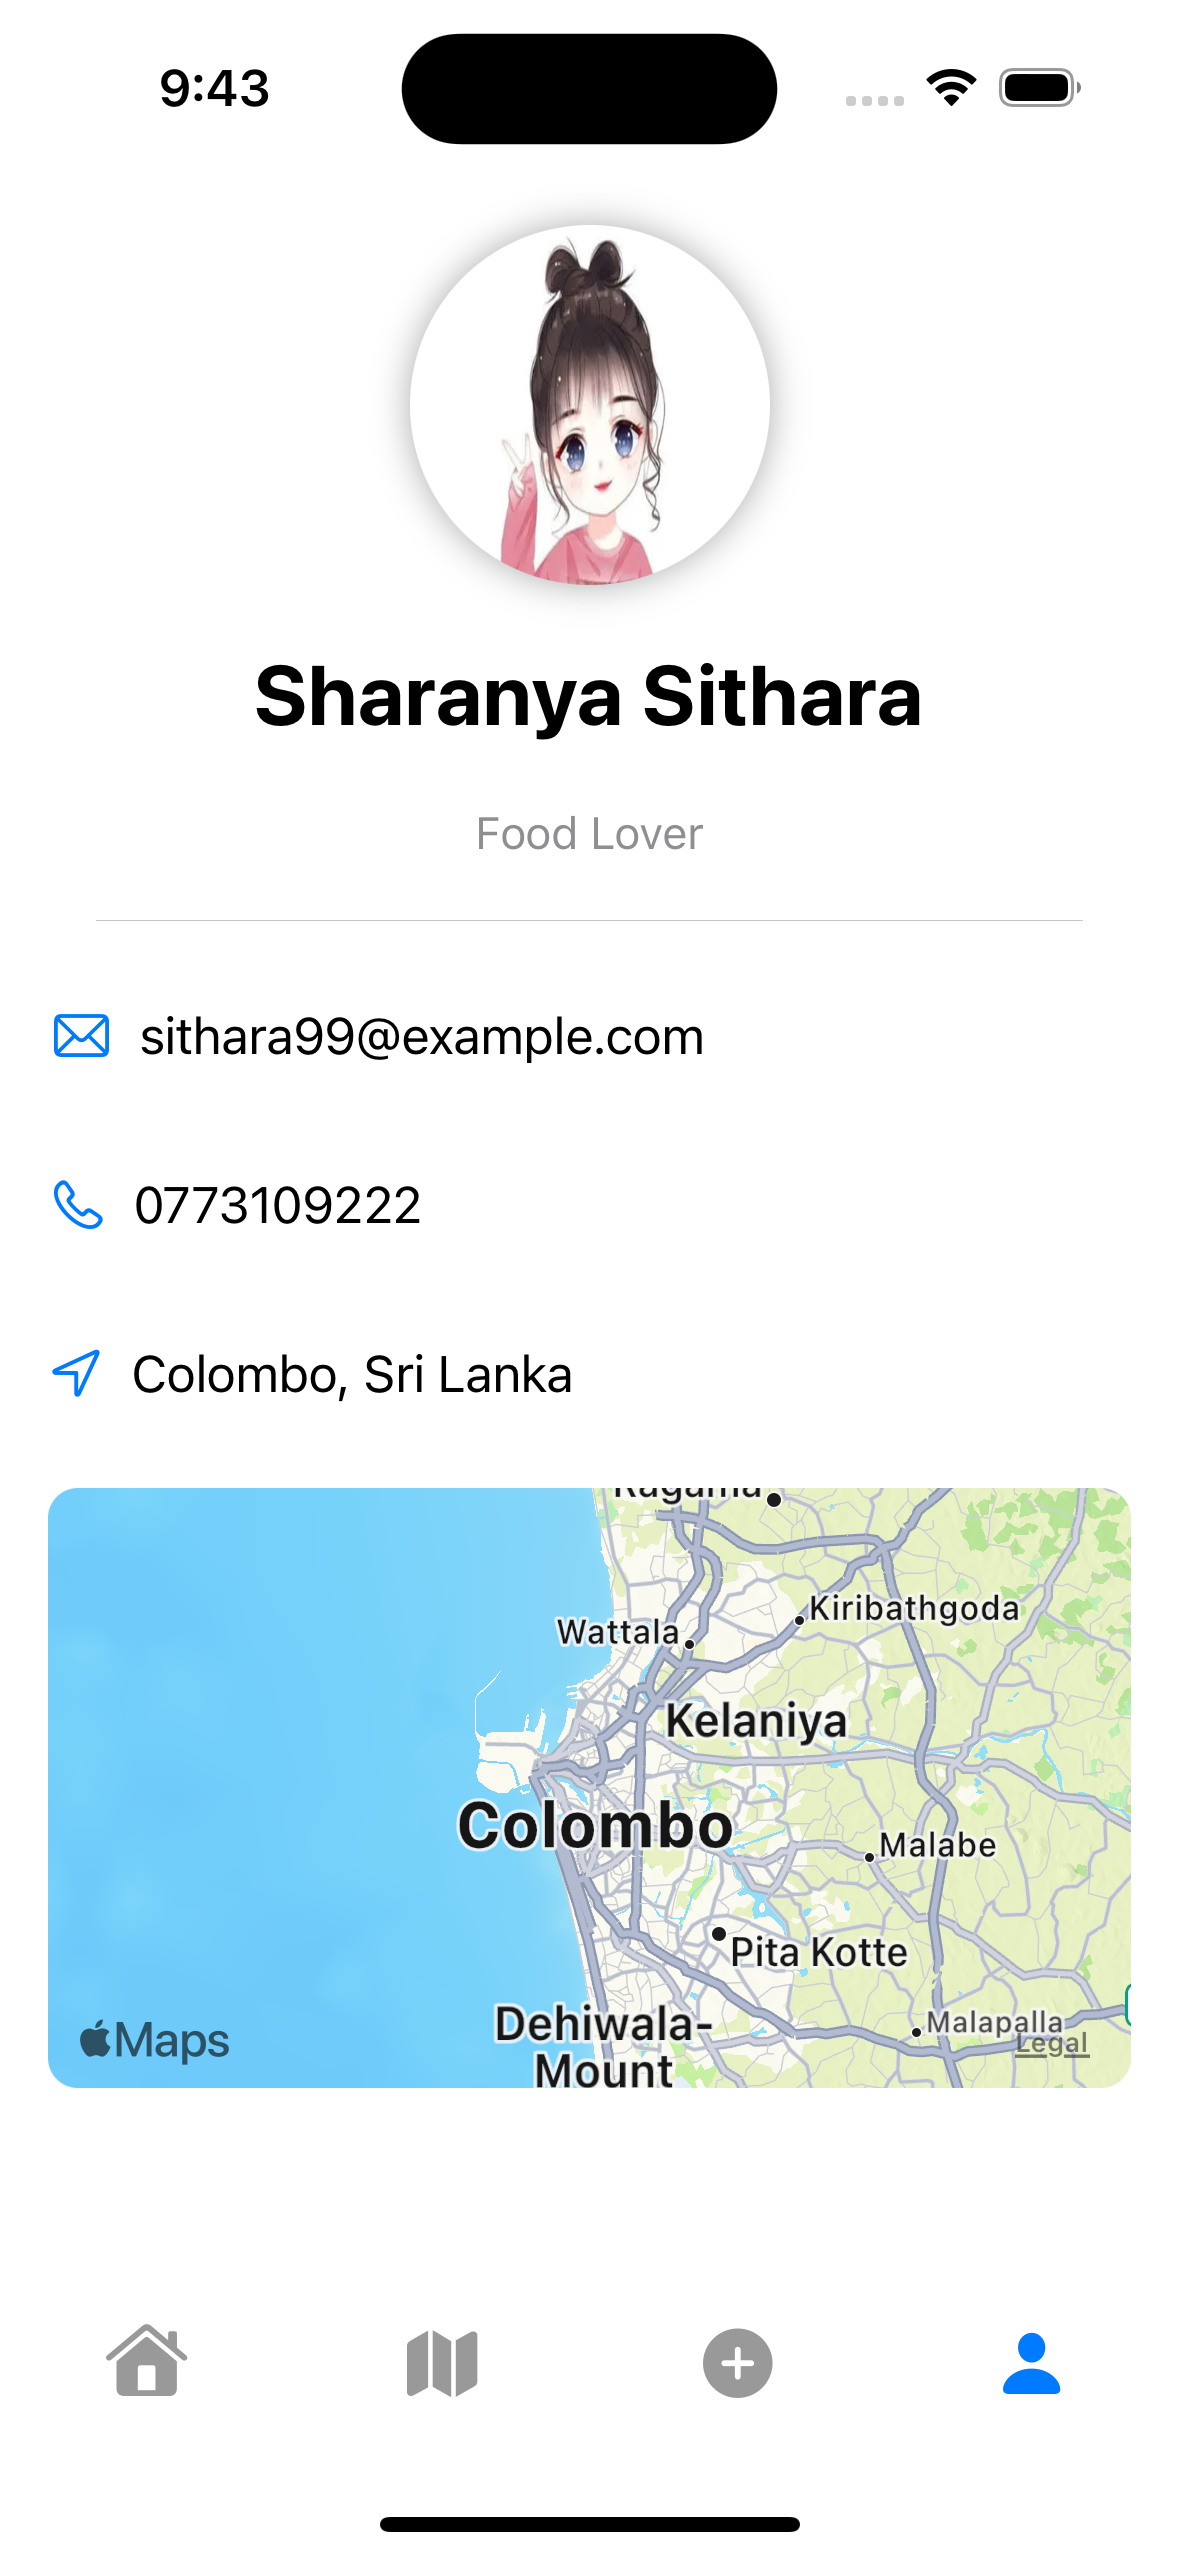 9:43
Sharanya Sithara
Food Lover
sithara99@example.com
0773109222
Colombo, Sri Lanka
Ragama
Kiribathgoda
Wattala
Kelaniya
Colombo
Malabe
Pita Kotte
Dehiwala-
Mount
Malapalla
Legal
Maps